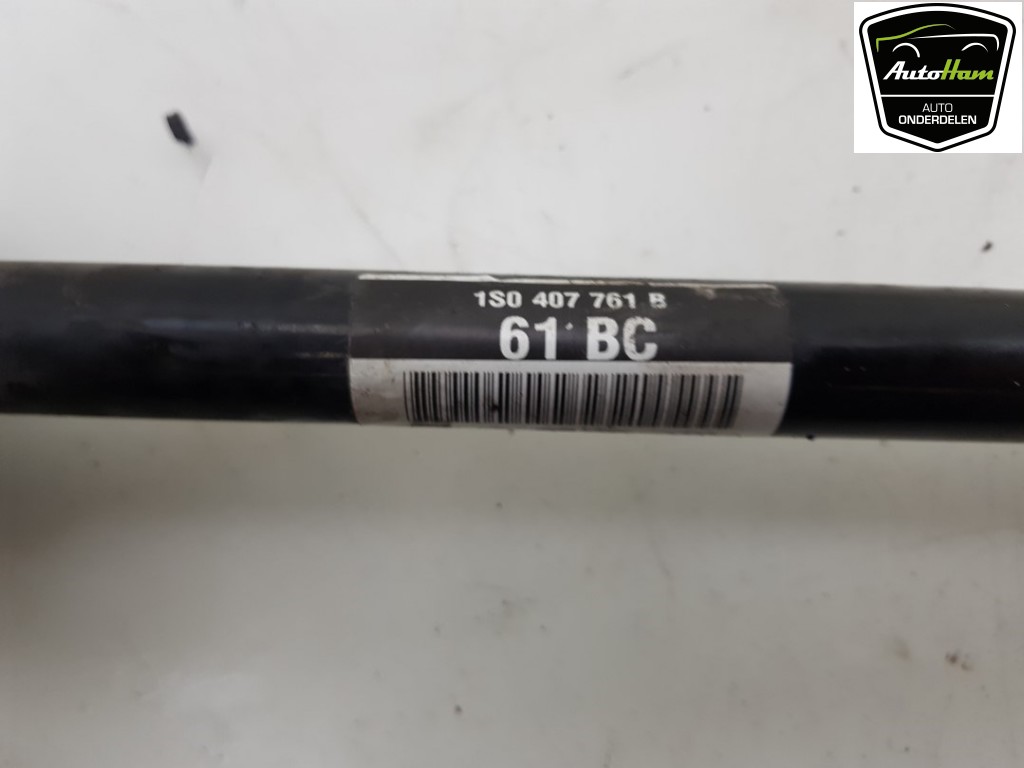 AutoHam
AUTO
ONDERDELEN
1S0 407 761 B
61 BC